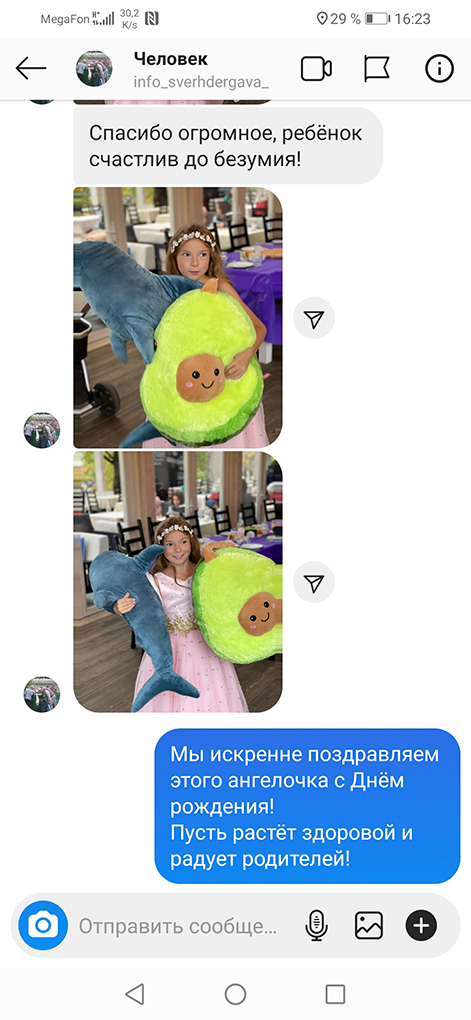 MegaFon 30,2 K/s 29 % 16:23
Человек
info_sverhdergava_
Спасибо огромное, ребёнок
счастлив до безумия!
Мы искренне поздравляем
этого ангелочка с Днём
рождения!
Пусть растёт здоровой и
радует родителей!
Отправить сообще...